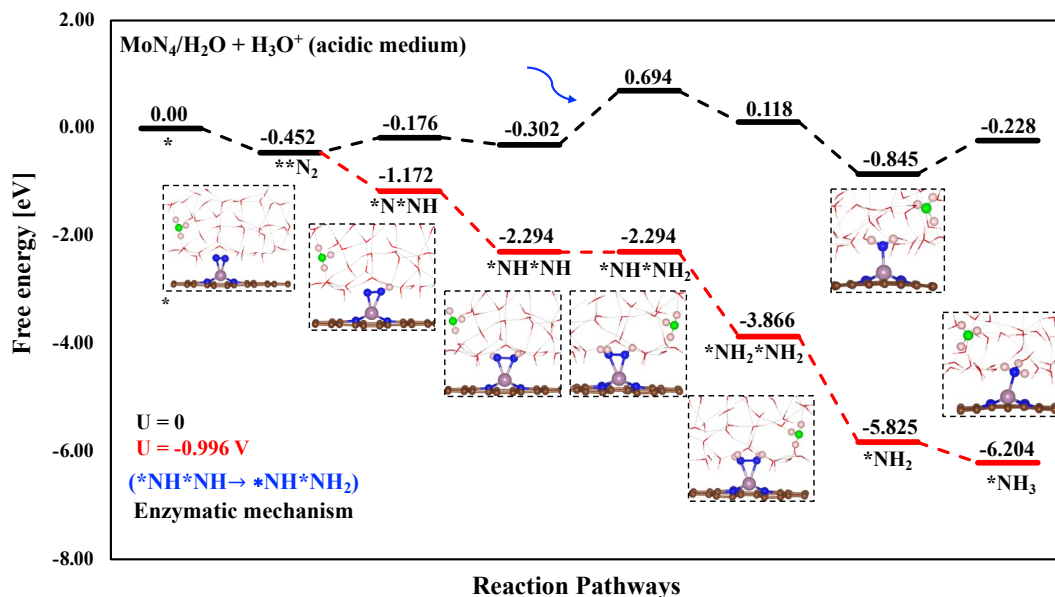 2.00
MoN₄/H₂O + H₃O⁺ (acidic medium)
0.694
0.00
0.00
0.118
-0.176
-0.302
-0.228
*
-0.452
-0.845
**N₂
-1.172
*N*NH
-2.00
-2.294
-2.294
*NH*NH
*NH*NH₂
*
Free energy [eV]
-4.00
-3.866
*NH₂*NH₂
U = 0
-5.825
U = -0.996 V
-6.00
*NH₂
-6.204
(*NH*NH→ *NH*NH₂)
*NH₃
Enzymatic mechanism
-8.00
Reaction Pathways